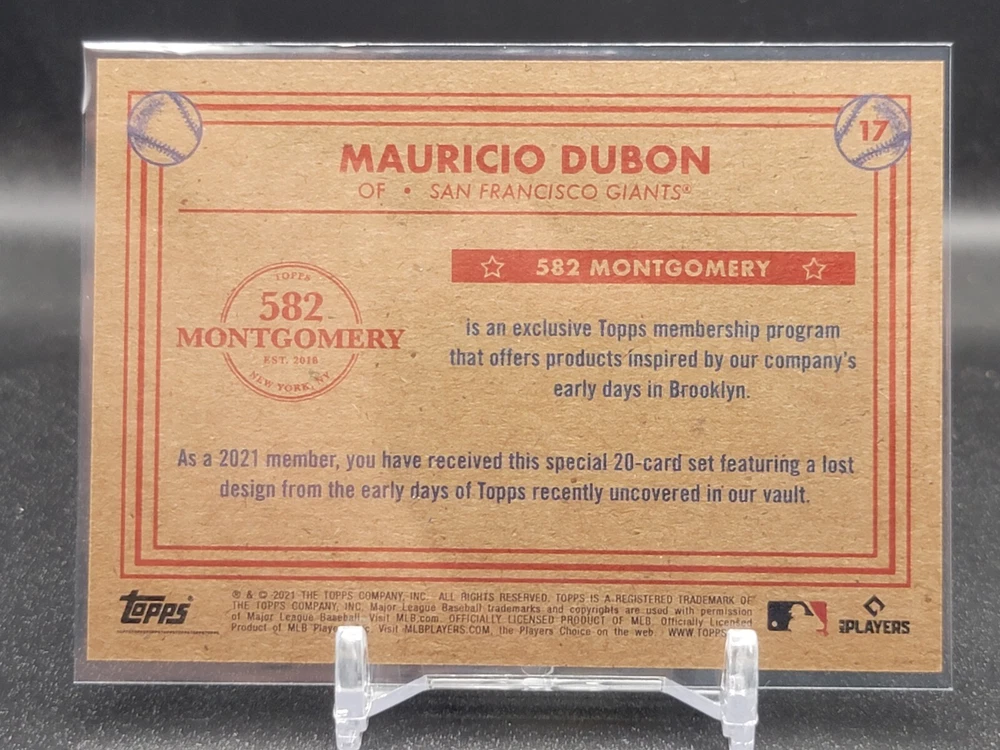 17
MAURICIO DUBON
OF • SAN FRANCISCO GIANTS®
TOPPS
582
MONTGOMERY
EST. 2016
NEW YORK, NY
582 MONTGOMERY
is an exclusive Topps membership program
that offers products inspired by our company's
early days in Brooklyn.
As a 2021 member, you have received this special 20-card set featuring a lost
design from the early days of Topps recently uncovered in our vault.
topps
® & © 2021 THE TOPPS COMPANY, INC. ALL RIGHTS RESERVED. TOPPS IS A REGISTERED TRADEMARK OF
THE TOPPS COMPANY, INC. Major League Baseball trademarks and copyrights are used with permission
of Major League Baseball. Visit MLB.com. OFFICIALLY LICENSED PRODUCT OF MLB. Officially Licensed
Product of MLB Visit MLBPLAYERS.COM, the Players Choice on the web. WWW.TOPPS
MLB PLAYERS